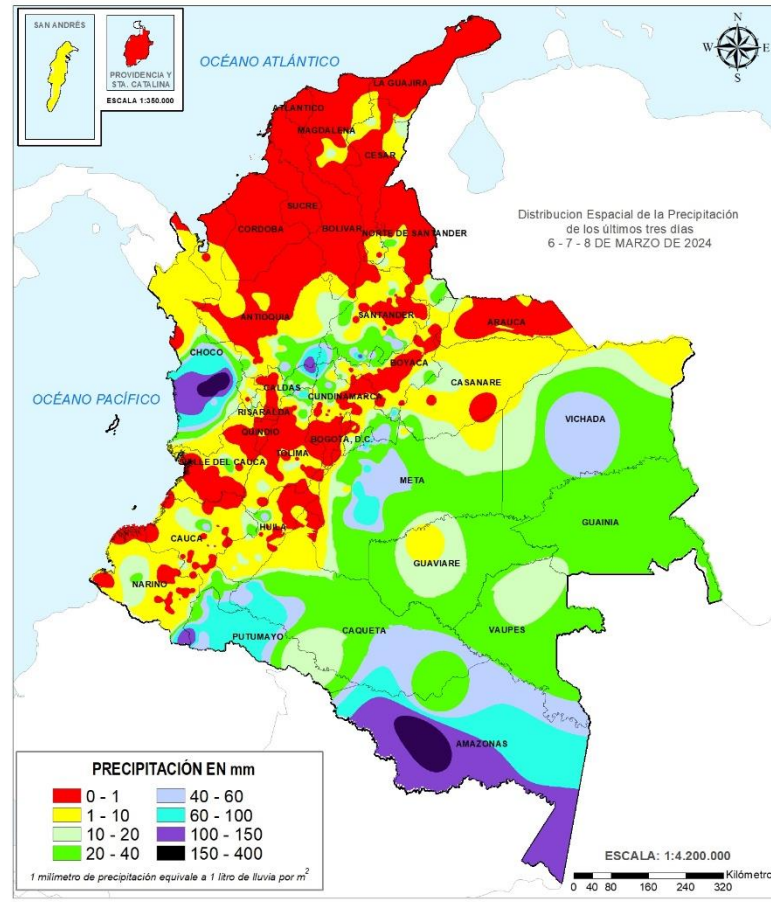 SAN ANDRÉS
PROVIDENCIA Y
STA. CATALINA
ESCALA 1:350.000
OCÉANO ATLÁNTICO
N
W
E
S
LA GUAJIRA
ATLANTICO
MAGDALENA
CESAR
SUCRE
CORDOBA
BOLIVAR
NORTE DE SANTANDER
Distribucion Espacial de la Precipitación
de los últimos tres días
6 - 7 - 8 DE MARZO DE 2024
ANTIOQUIA
SANTANDER
ARAUCA
CHOCO
BOYACA
OCÉANO PACÍFICO
CALDAS
CUNDINAMARCA
CASANARE
RISARALDA
VICHADA
QUINDIO
BOGOTA, D.C.
TOLIMA
VALLE DEL CAUCA
META
GUAINIA
HUILA
CAUCA
GUAVIARE
NARIÑO
CAQUETA
VAUPES
PUTUMAYO
AMAZONAS
PRECIPITACIÓN EN mm
0 - 1
40 - 60
1 - 10
60 - 100
10 - 20
100 - 150
20 - 40
150 - 400
1 milímetro de precipitación equivale a 1 litro de lluvia por m²
ESCALA: 1:4.200.000
Kilómetro
0 40 80 160 240 320